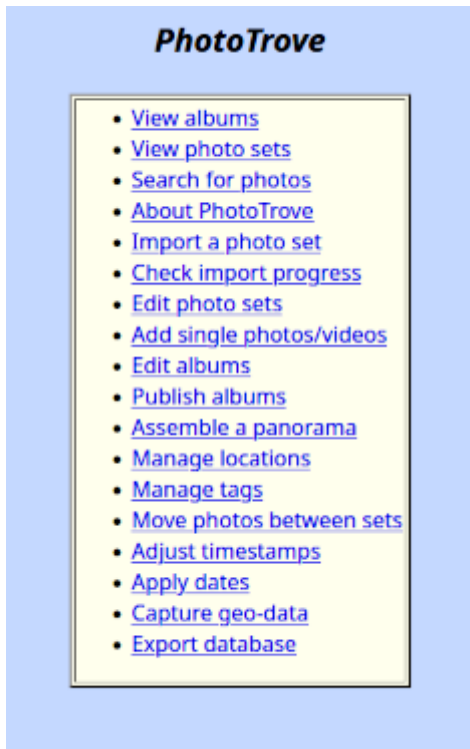 PhotoTrove
View albums
View photo sets
Search for photos
About PhotoTrove
Import a photo set
Check import progress
Edit photo sets
Add single photos/videos
Edit albums
Publish albums
Assemble a panorama
Manage locations
Manage tags
Move photos between sets
Adjust timestamps
Apply dates
Capture geo-data
Export database